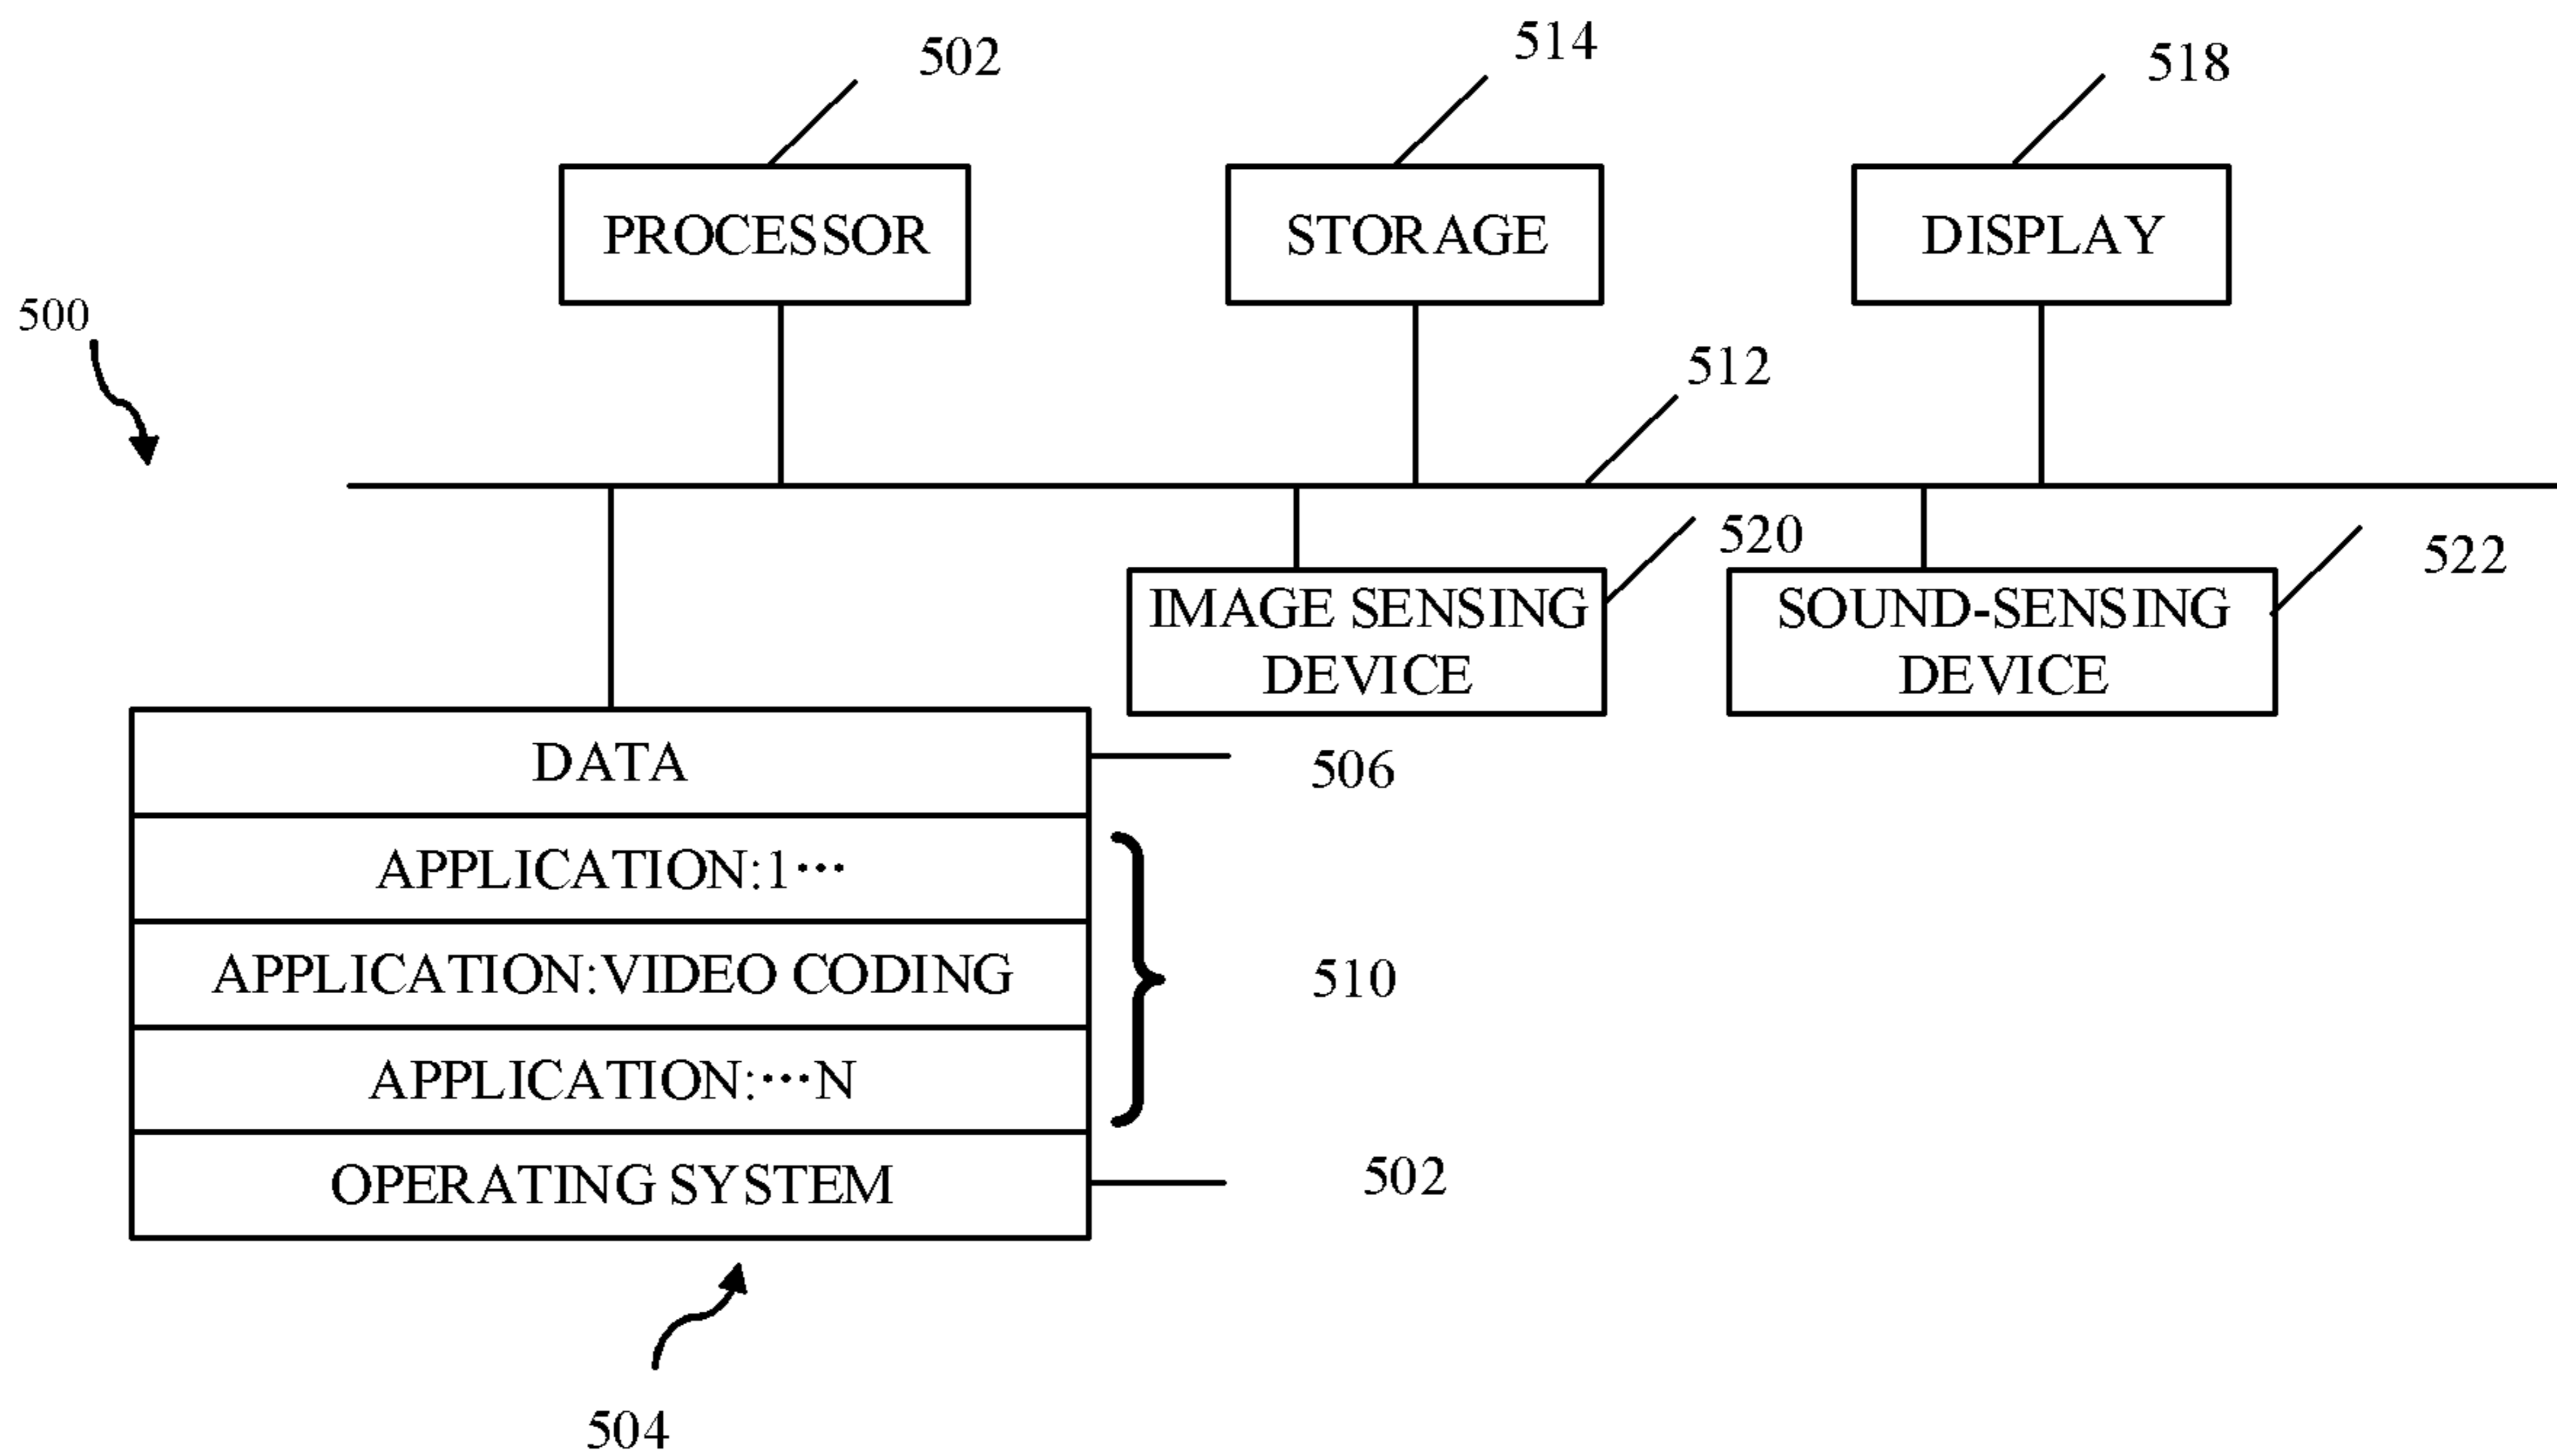 502
514
518
PROCESSOR
STORAGE
DISPLAY
500
512
520
522
IMAGE SENSING
DEVICE
SOUND-SENSING
DEVICE
DATA
506
APPLICATION:1···
APPLICATION:VIDEO CODING
510
APPLICATION:···N
OPERATING SYSTEM
502
504